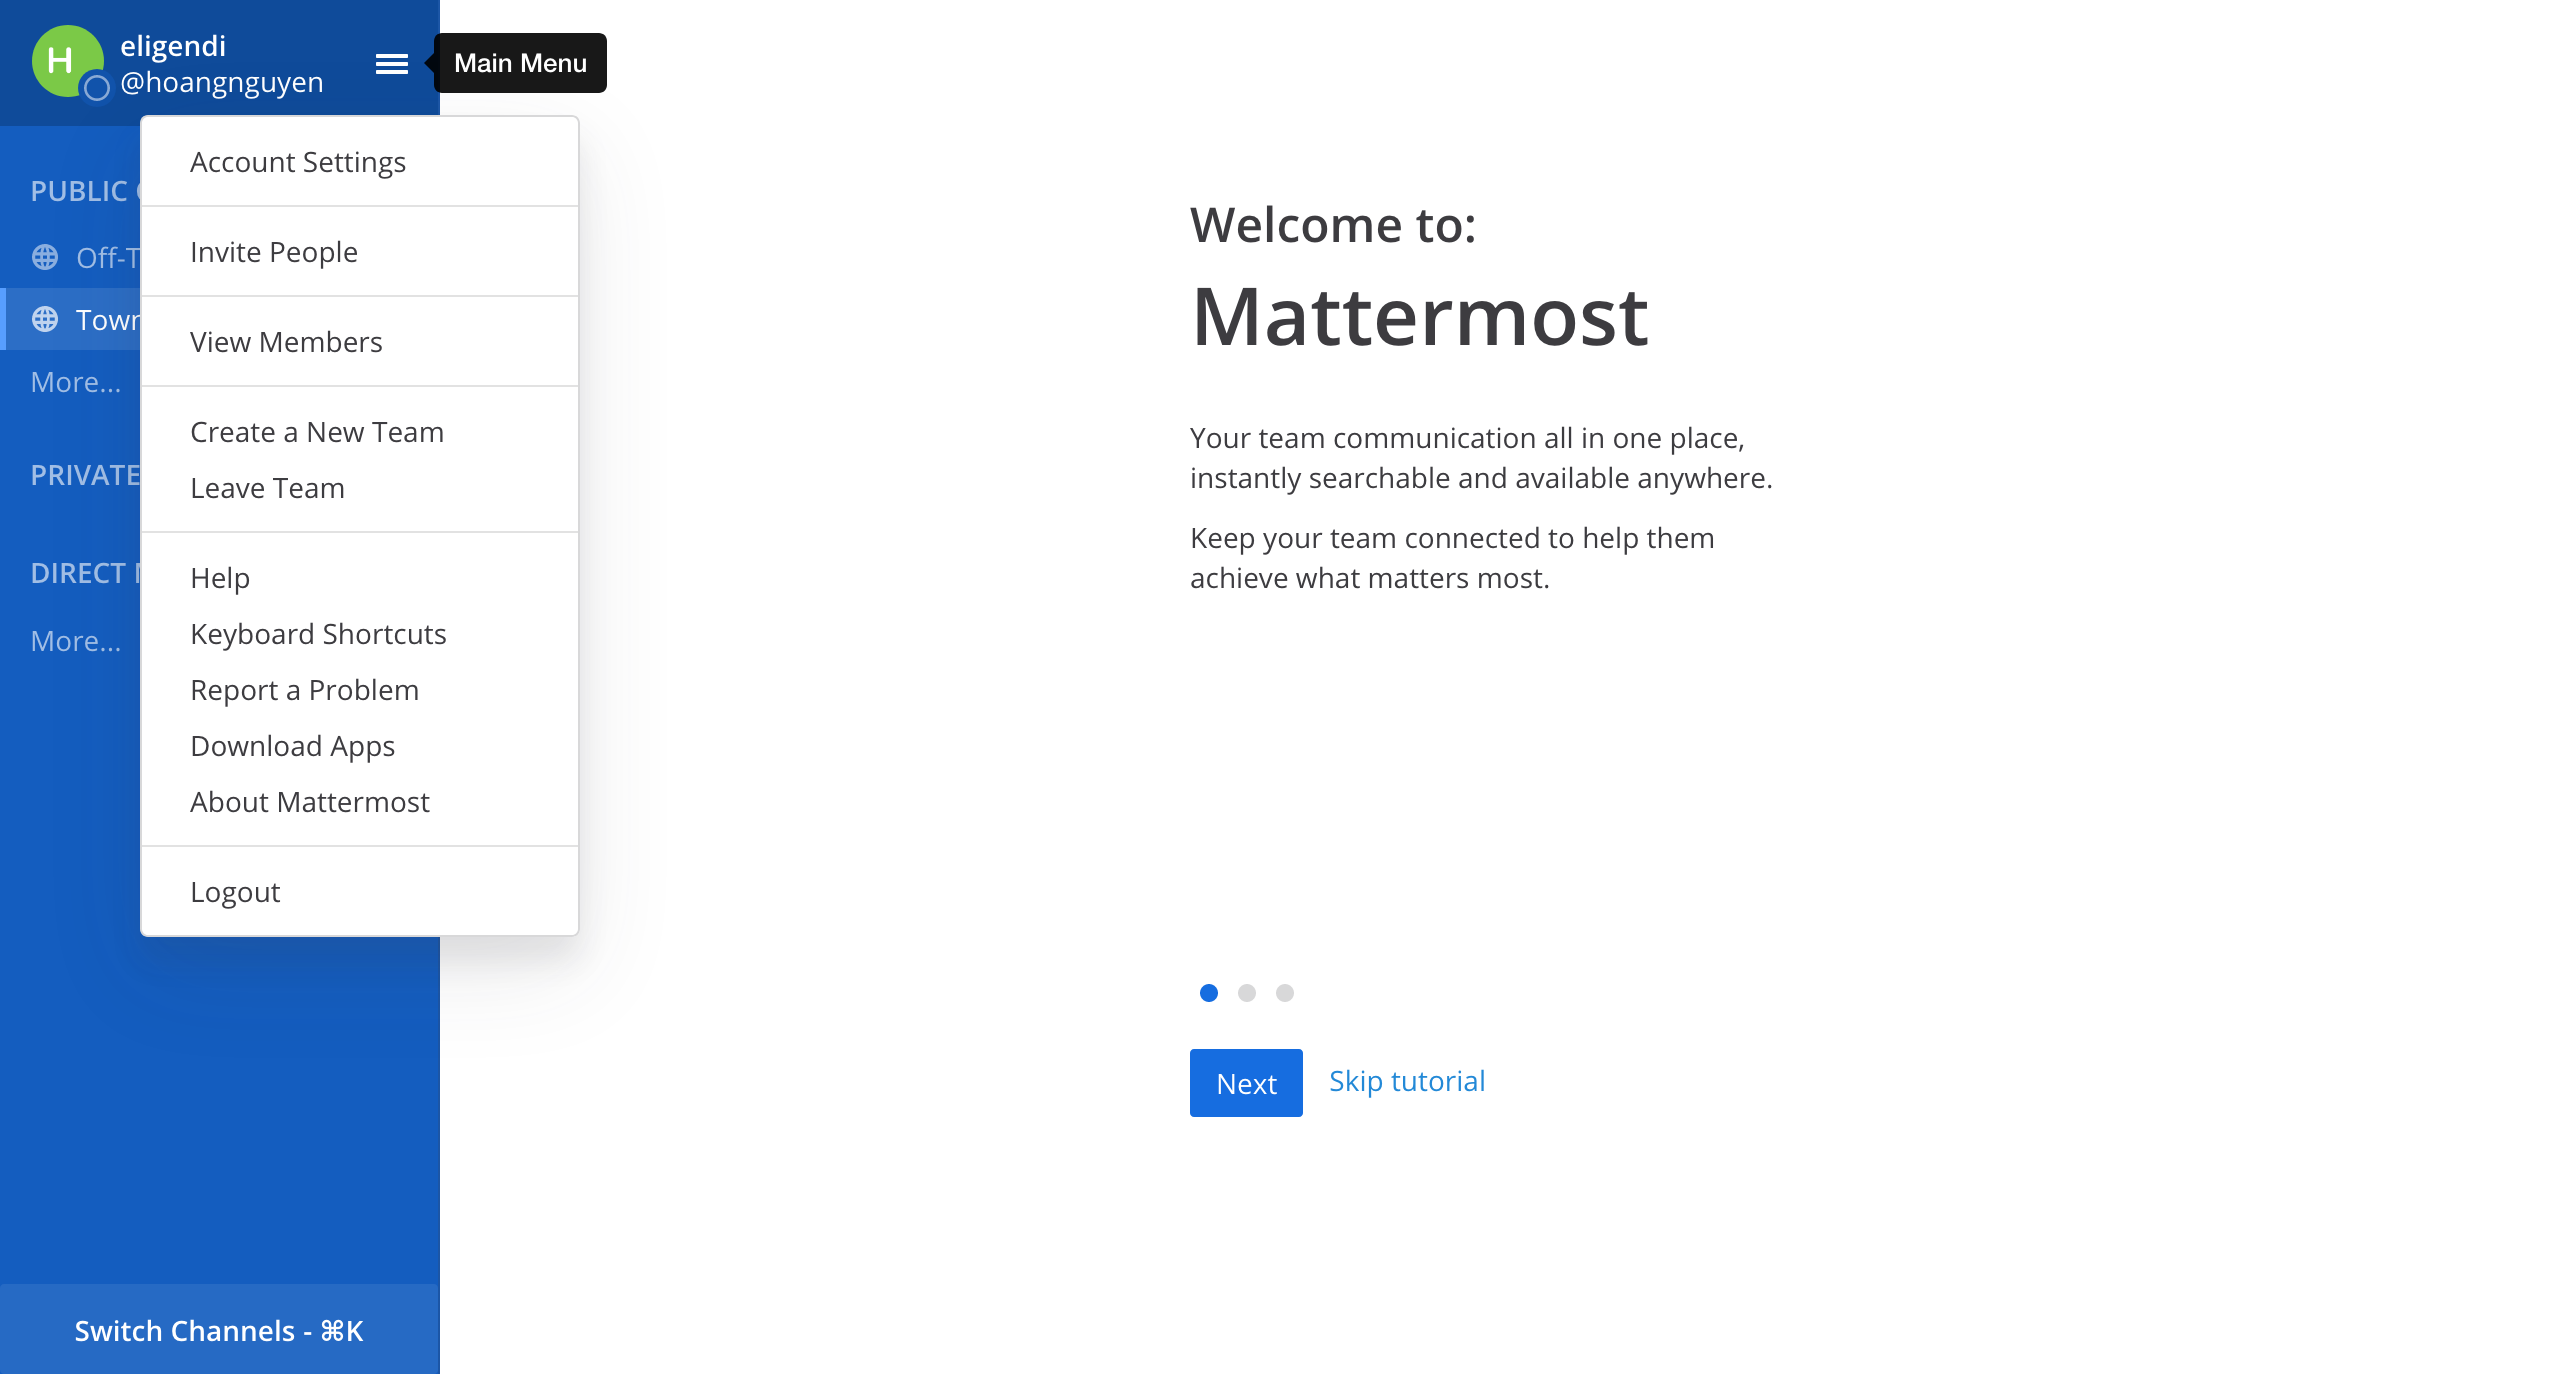 H
eligendi
@hoangnguyen
Main Menu
PUBLIC
Off-T
Town
More...
PRIVATE
DIRECT
More...
Account Settings
Invite People
View Members
Create a New Team
Leave Team
Help
Keyboard Shortcuts
Report a Problem
Download Apps
About Mattermost
Logout
Switch Channels - ⌘K
Welcome to:
Mattermost
Your team communication all in one place,
instantly searchable and available anywhere.
Keep your team connected to help them
achieve what matters most.
Next
Skip tutorial